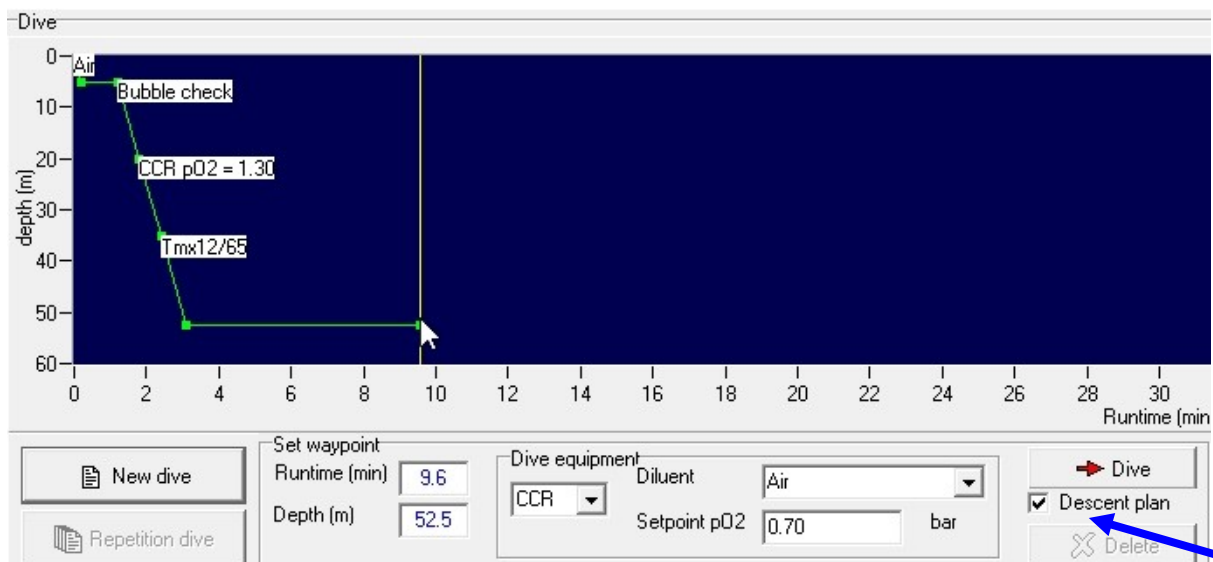 Dive
0
Air
Bubble check
10
20
CCR pO2 = 1.30
depth (m)
30
Tmx12/65
40
50
60
0 2 4 6 8 10 12 14 16 18 20 22 24 26 28 30
Runtime (min
Set waypoint
New dive
Runtime (min) 9.6
Dive equipment
Diluent Air
Dive
CCR
Descent plan
Depth (m) 52.5
Setpoint pO2 0.70 bar
Repetition dive
Delete